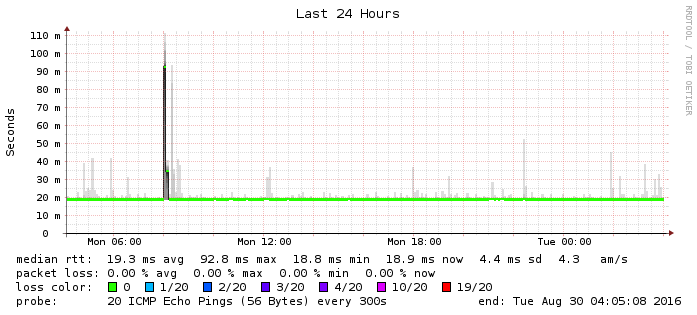 Last 24 Hours
RRDTOOL / TOBI OETIKER
Seconds
110 m
100 m
90 m
80 m
70 m
60 m
50 m
40 m
30 m
20 m
10 m
0
Mon 06:00 Mon 12:00 Mon 18:00 Tue 00:00
median rtt: 19.3 ms avg 92.8 ms max 18.8 ms min 18.9 ms now 4.4 ms sd 4.3 am/s
packet loss: 0.00 % avg 0.00 % max 0.00 % min 0.00 % now
loss color: 0 1/20 2/20 3/20 4/20 10/20 19/20
probe: 20 ICMP Echo Pings (56 Bytes) every 300s end: Tue Aug 30 04:05:08 2016